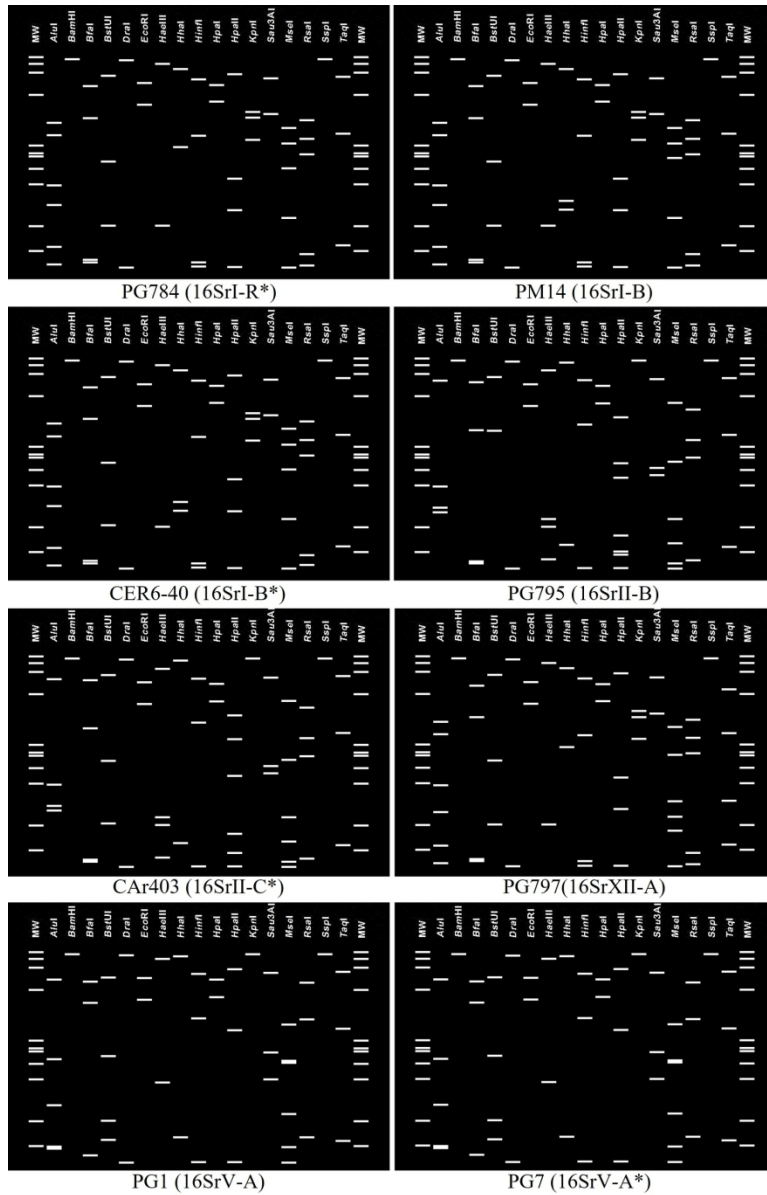 MW AluI BamHI BfaI BstUI DraI EcoRI HaeIII HhaI HinfI HpaI HpaII KpnI Sau3AI MseI RsaI SspI TaqI MW
MW AluI BamHI BfaI BstUI DraI EcoRI HaeIII HhaI HinfI HpaI HpaII KpnI Sau3AI MseI RsaI SspI TaqI MW
PG784 (16SrI-R*)
PM14 (16SrI-B)
MW AluI BamHI BfaI BstUI DraI EcoRI HaeIII HhaI HinfI HpaI HpaII KpnI Sau3AI MseI RsaI SspI TaqI MW
MW AluI BamHI BfaI BstUI DraI EcoRI HaeIII HhaI HinfI HpaI HpaII KpnI Sau3AI MseI RsaI SspI TaqI MW
CER6-40 (16SrI-B*)
PG795 (16SrII-B)
MW AluI BamHI BfaI BstUI DraI EcoRI HaeIII HhaI HinfI HpaI HpaII KpnI Sau3AI MseI RsaI SspI TaqI MW
MW AluI BamHI BfaI BstUI DraI EcoRI HaeIII HhaI HinfI HpaI HpaII KpnI Sau3AI MseI RsaI SspI TaqI MW
CAr403 (16SrII-C*)
PG797(16SrXII-A)
MW AluI BamHI BfaI BstUI DraI EcoRI HaeIII HhaI HinfI HpaI HpaII KpnI Sau3AI MseI RsaI SspI TaqI MW
MW AluI BamHI BfaI BstUI DraI EcoRI HaeIII HhaI HinfI HpaI HpaII KpnI Sau3AI MseI RsaI SspI TaqI MW
PG1 (16SrV-A)
PG7 (16SrV-A*)